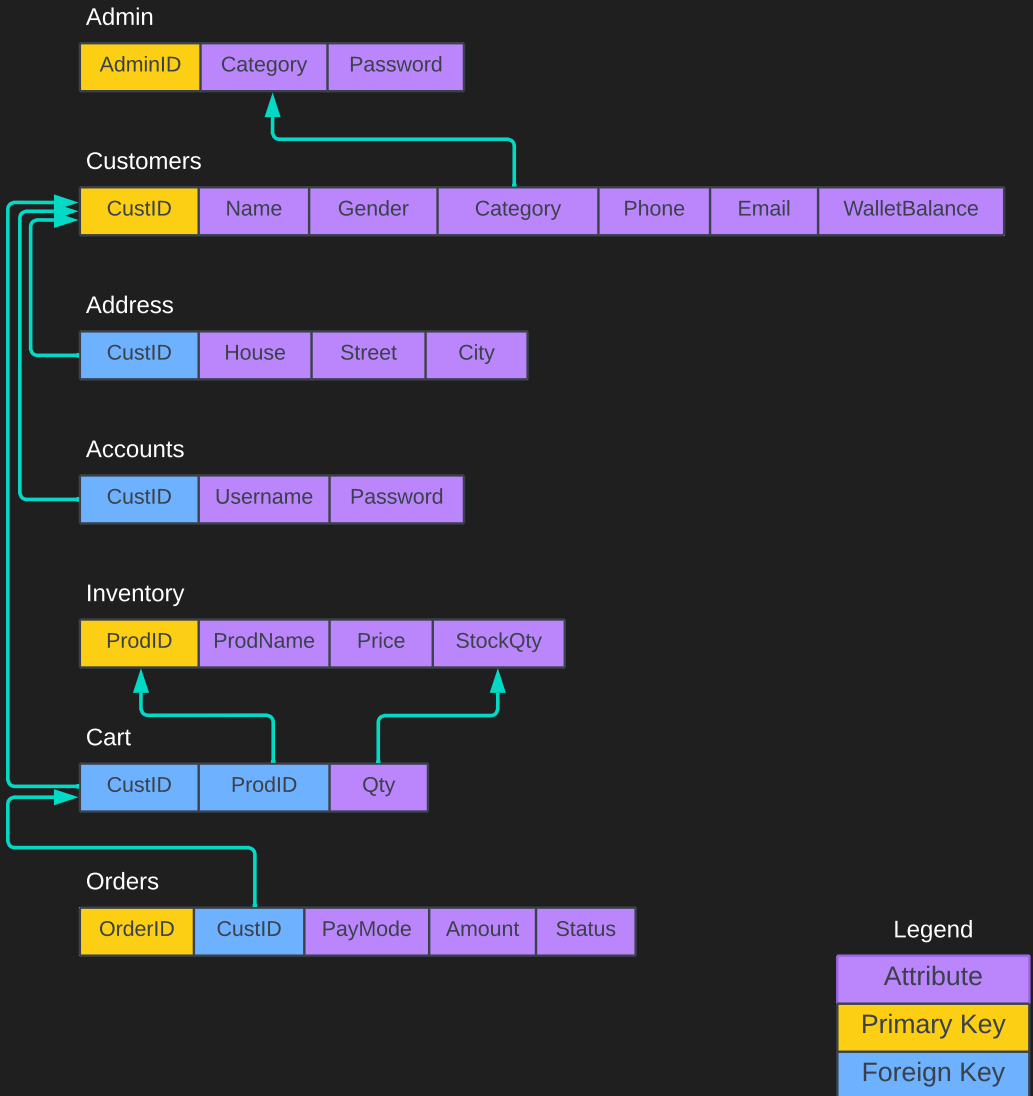 Admin
AdminID Category Password
Customers
CustID Name Gender Category Phone Email WalletBalance
Address
CustID House Street City
Accounts
CustID Username Password
Inventory
ProdID ProdName Price StockQty
Cart
CustID ProdID Qty
Orders
OrderID CustID PayMode Amount Status
Legend
Attribute
Primary Key
Foreign Key